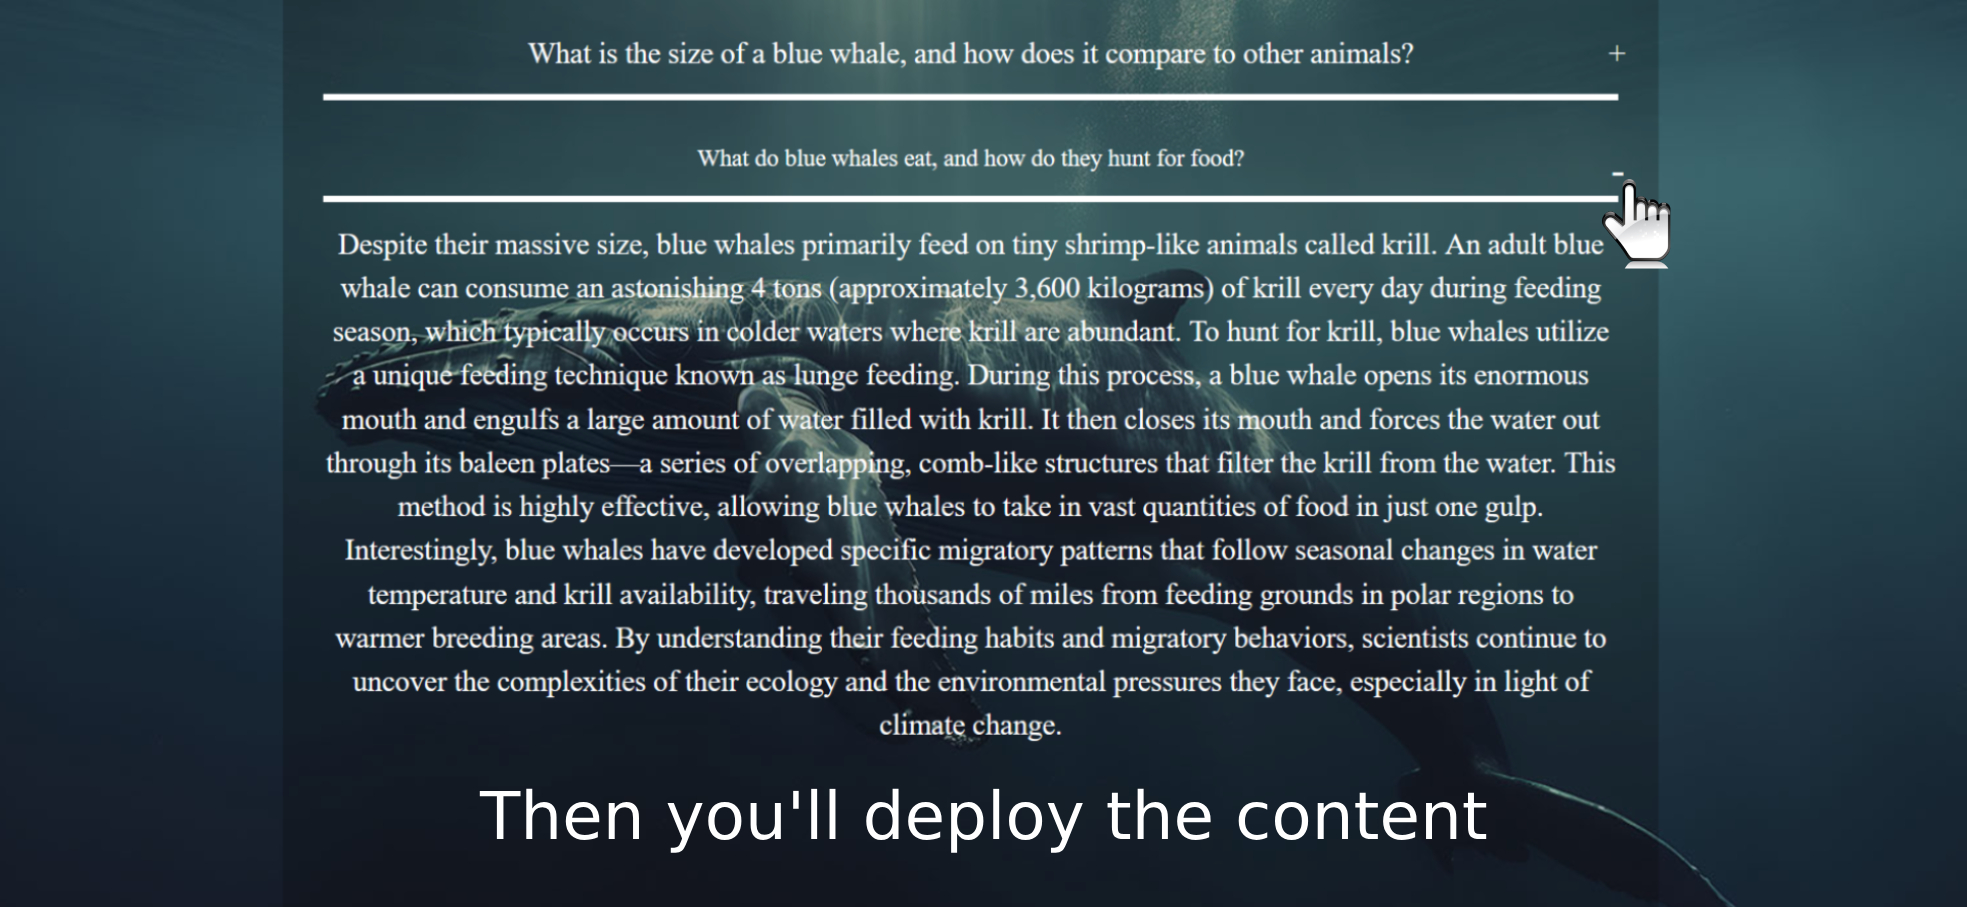 What is the size of a blue whale, and how does it compare to other animals? +
What do blue whales eat, and how do they hunt for food? -
Despite their massive size, blue whales primarily feed on tiny shrimp-like animals called krill. An adult blue
whale can consume an astonishing 4 tons (approximately 3,600 kilograms) of krill every day during feeding
season, which typically occurs in colder waters where krill are abundant. To hunt for krill, blue whales utilize
a unique feeding technique known as lunge feeding. During this process, a blue whale opens its enormous
mouth and engulfs a large amount of water filled with krill. It then closes its mouth and forces the water out
through its baleen plates—a series of overlapping, comb-like structures that filter the krill from the water. This
method is highly effective, allowing blue whales to take in vast quantities of food in just one gulp.
Interestingly, blue whales have developed specific migratory patterns that follow seasonal changes in water
temperature and krill availability, traveling thousands of miles from feeding grounds in polar regions to
warmer breeding areas. By understanding their feeding habits and migratory behaviors, scientists continue to
uncover the complexities of their ecology and the environmental pressures they face, especially in light of
climate change.
Then you'll deploy the content